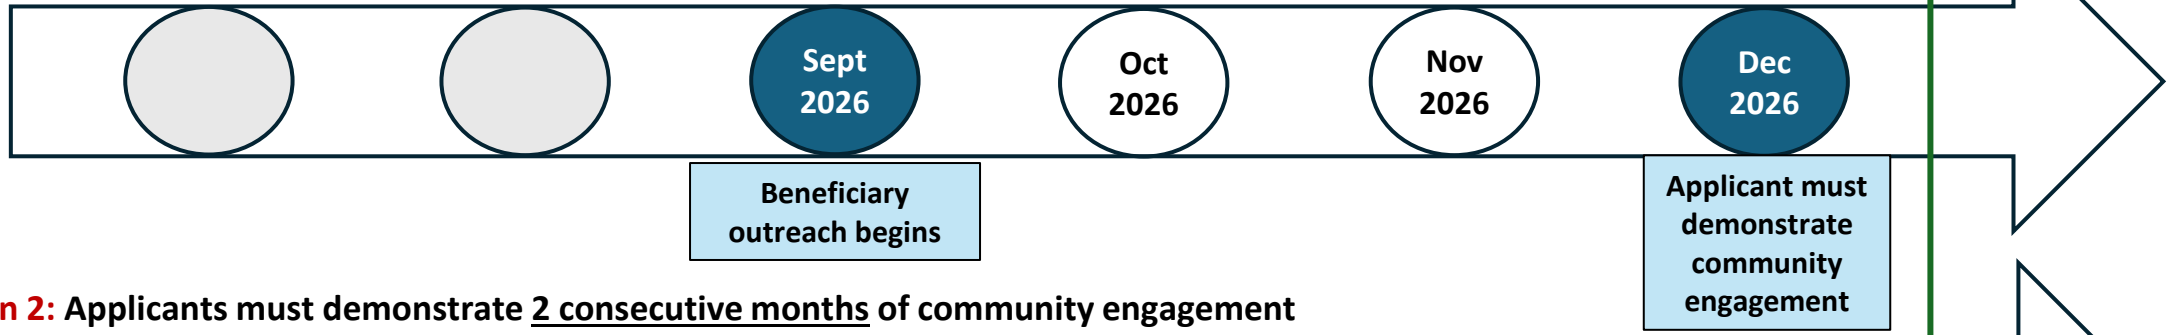 Sept
2026
Oct
2026
Nov
2026
Dec
2026
Beneficiary
outreach begins
Applicant must
demonstrate
community
engagement
n 2: Applicants must demonstrate 2 consecutive months of community engagement